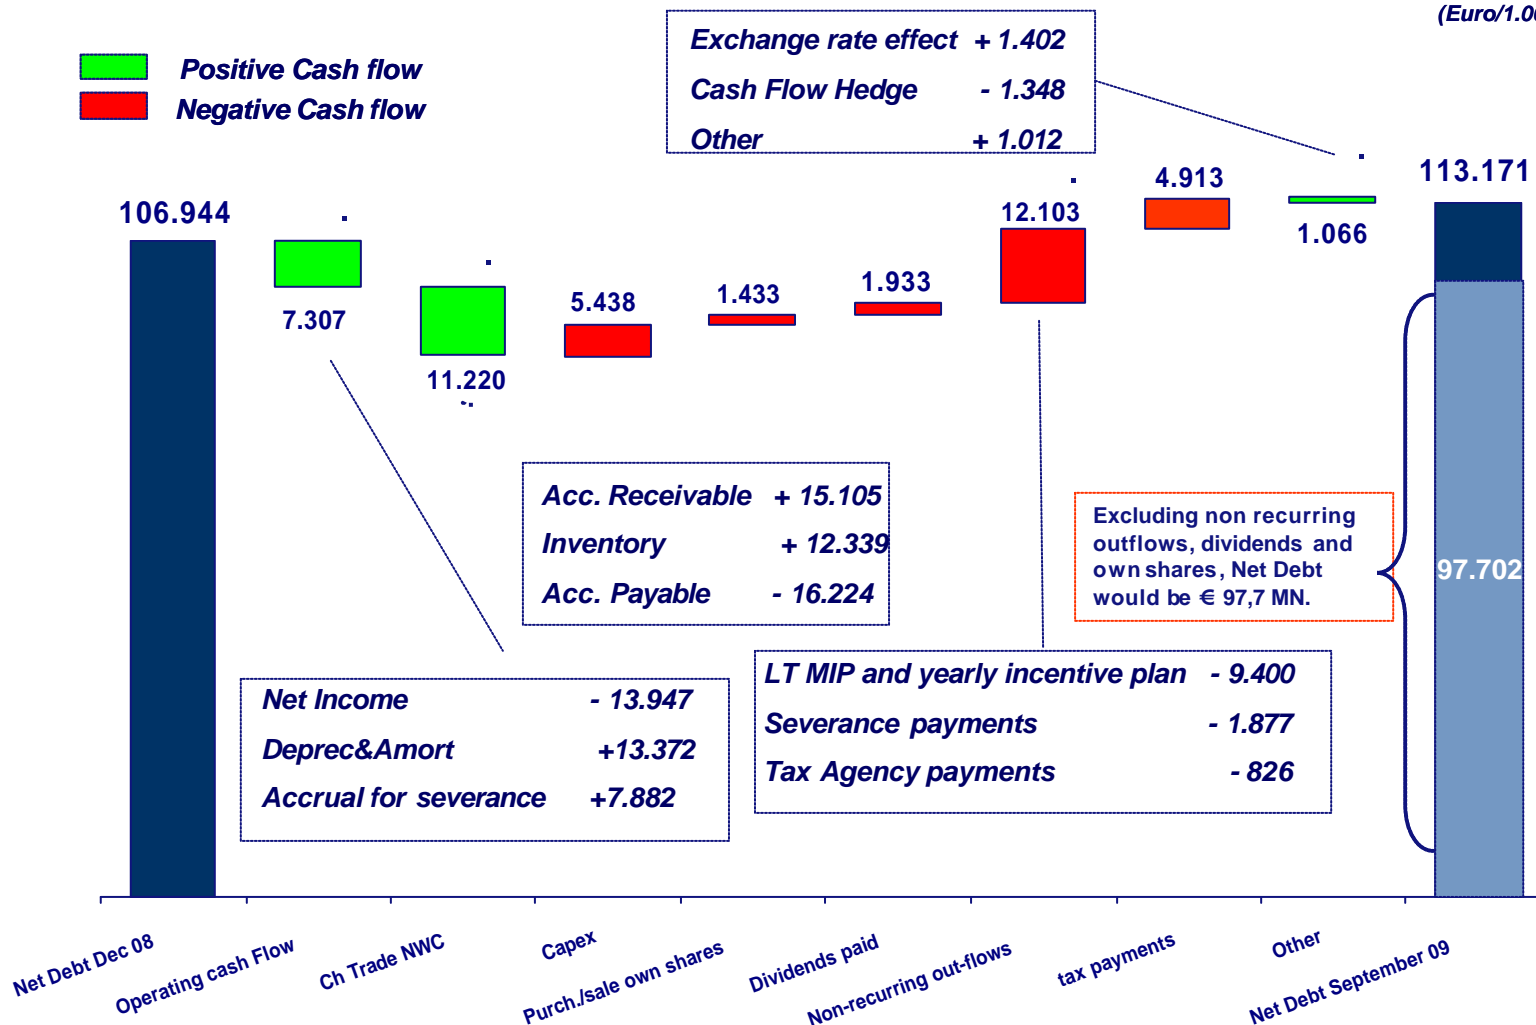 (Euro/1.00
Positive Cash flow
Negative Cash flow
Exchange rate effect + 1.402
Cash Flow Hedge - 1.348
Other + 1.012
106.944
7.307
11.220
5.438
1.433
1.933
12.103
4.913
1.066
113.171
Acc. Receivable + 15.105
Inventory + 12.339
Acc. Payable - 16.224
Excluding non recurring
outflows, dividends and
own shares, Net Debt
would be € 97,7 MN.
97.702
Net Income - 13.947
Deprec&Amort +13.372
Accrual for severance +7.882
LT MIP and yearly incentive plan - 9.400
Severance payments - 1.877
Tax Agency payments - 826
Net Debt Dec 08
Operating cash Flow
Ch Trade NWC
Capex
Purch./sale own shares
Dividends paid
Non-recurring out-flows
tax payments
Other
Net Debt September 09